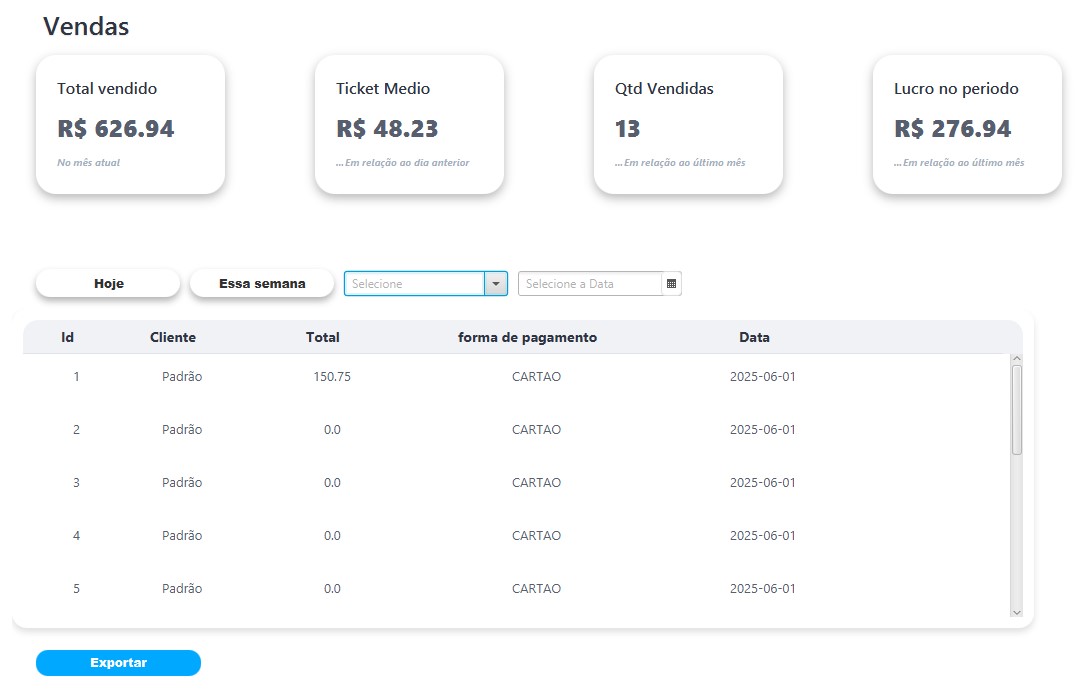 Vendas
Total vendido
R$ 626.94
No mês atual
Ticket Medio
R$ 48.23
...Em relação ao dia anterior
Qtd Vendidas
13
...Em relação ao último mês
Lucro no periodo
R$ 276.94
...Em relação ao último mês
Hoje Essa semana Selecione Selecione a Data
Id Cliente Total forma de pagamento Data
1 Padrão 150.75 CARTAO 2025-06-01
2 Padrão 0.0 CARTAO 2025-06-01
3 Padrão 0.0 CARTAO 2025-06-01
4 Padrão 0.0 CARTAO 2025-06-01
5 Padrão 0.0 CARTAO 2025-06-01
Exportar